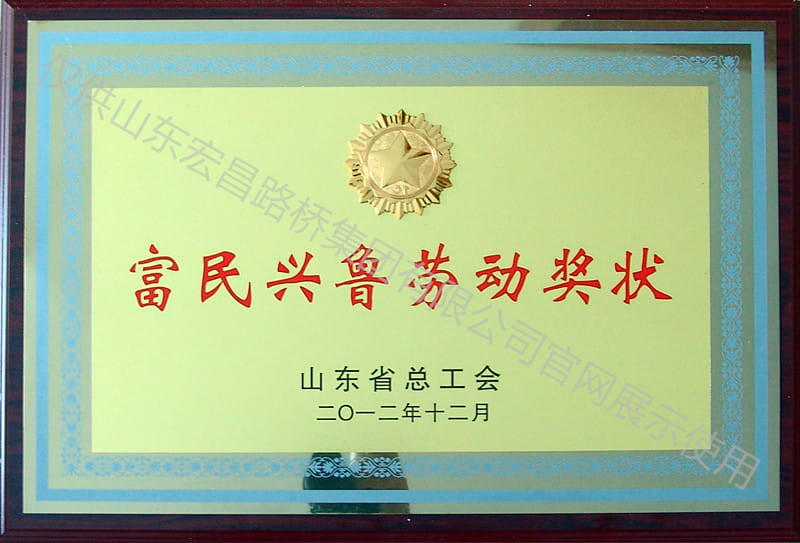 富民兴鲁劳动奖状
山东省总工会
二〇一二年十二月
仅供山东宏昌路桥集团有限公司官网展示使用